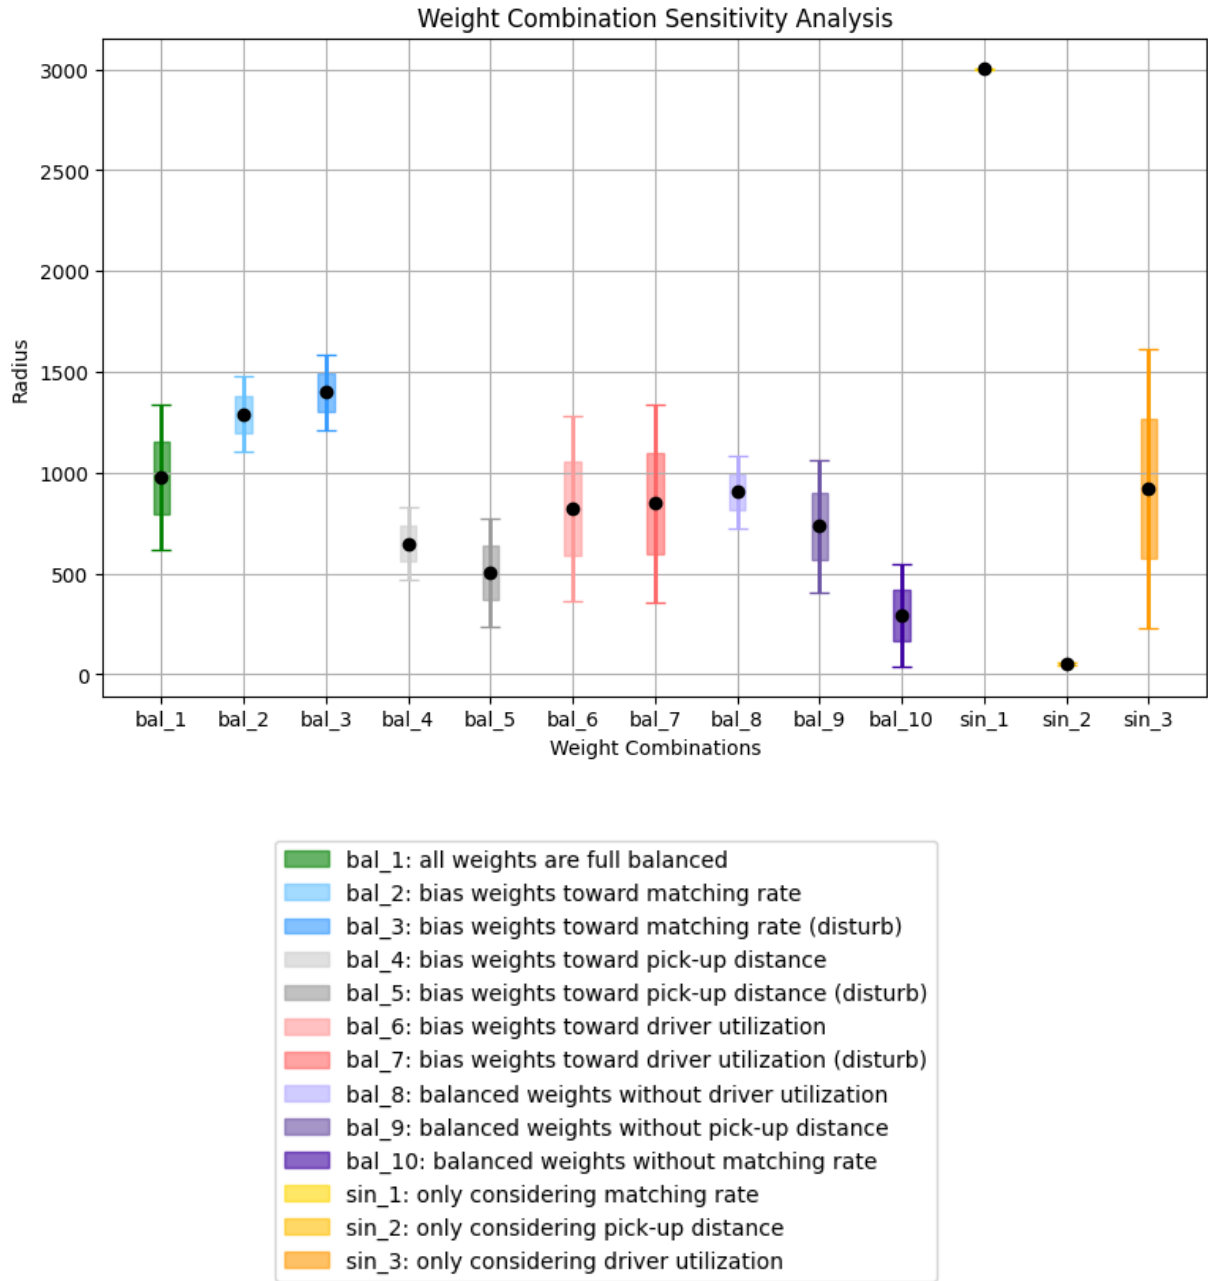 Weight Combination Sensitivity Analysis
3000
2500
2000
1500
1000
500
0
Radius
bal_1 bal_2 bal_3 bal_4 bal_5 bal_6 bal_7 bal_8 bal_9 bal_10 sin_1 sin_2 sin_3
Weight Combinations
bal_1: all weights are full balanced
bal_2: bias weights toward matching rate
bal_3: bias weights toward matching rate (disturb)
bal_4: bias weights toward pick-up distance
bal_5: bias weights toward pick-up distance (disturb)
bal_6: bias weights toward driver utilization
bal_7: bias weights toward driver utilization (disturb)
bal_8: balanced weights without driver utilization
bal_9: balanced weights without pick-up distance
bal_10: balanced weights without matching rate
sin_1: only considering matching rate
sin_2: only considering pick-up distance
sin_3: only considering driver utilization